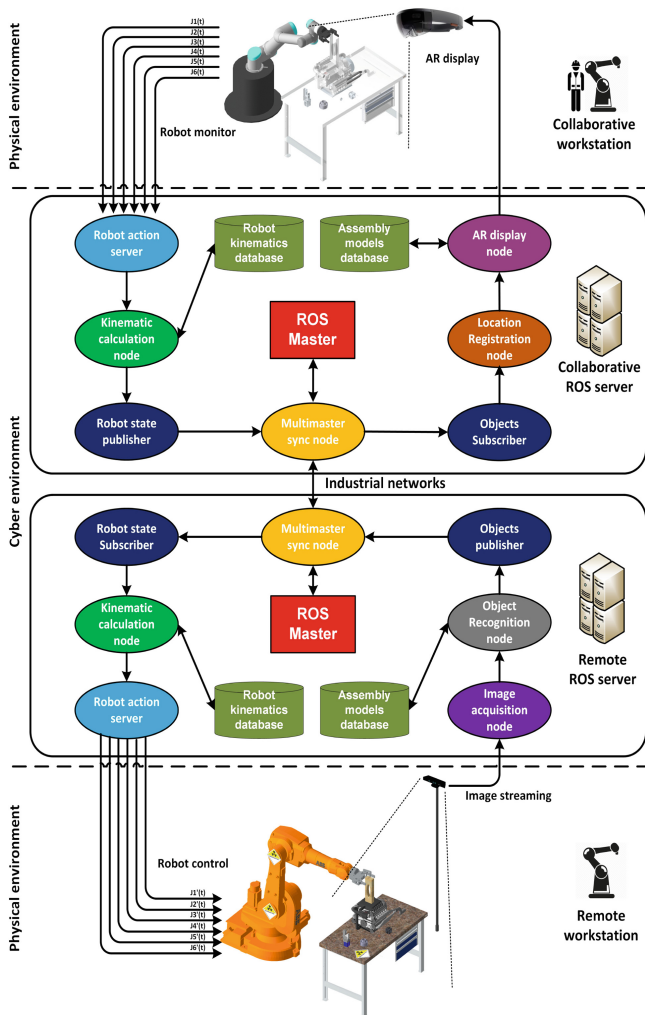 Physical environment
J1(t)
J2(t)
J3(t)
J4(t)
J5(t)
J6(t)
Robot monitor
AR display
Collaborative
workstation
Cyber environment
Robot action
server
Robot
kinematics
database
Assembly
models
database
AR display
node
Kinematic
calculation
node
ROS
Master
Location
Registration
node
Collaborative
ROS server
Robot state
publisher
Multimaster
sync node
Objects
Subscriber
Industrial networks
Robot state
Subscriber
Multimaster
sync node
Objects
publisher
Kinematic
calculation
node
ROS
Master
Object
Recognition
node
Remote
ROS server
Robot action
server
Robot
kinematics
database
Assembly
models
database
Image
acquisition
node
Physical environment
Image streaming
Robot control
J1'(t)
J2'(t)
J3'(t)
J4'(t)
J5'(t)
J6'(t)
Remote
workstation